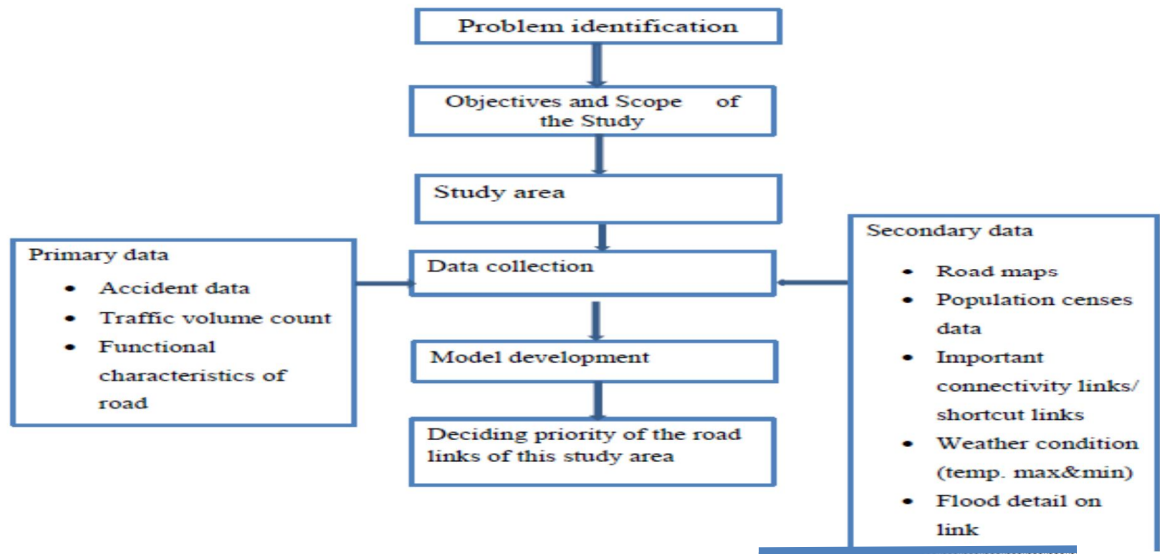 Problem identification
Objectives and Scope of
the Study
Study area
Data collection
Model development
Deciding priority of the road
links of this study area
Primary data
• Accident data
• Traffic volume count
• Functional
characteristics of
road
Secondary data
• Road maps
• Population censes
data
• Important
connectivity links/
shortcut links
• Weather condition
(temp. max&min)
• Flood detail on
link